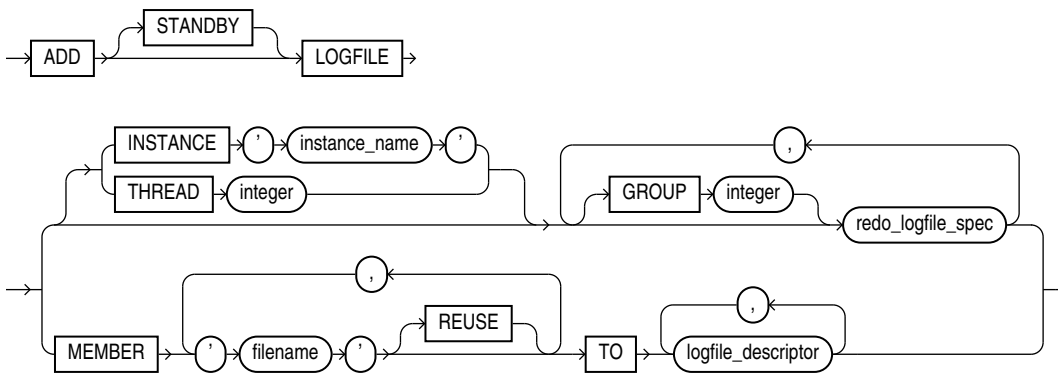 ADD STANDBY LOGFILE
INSTANCE ' instance_name '
THREAD integer
,
GROUP integer
redo_logfile_spec
,
MEMBER ' filename ' REUSE TO
,
logfile_descriptor